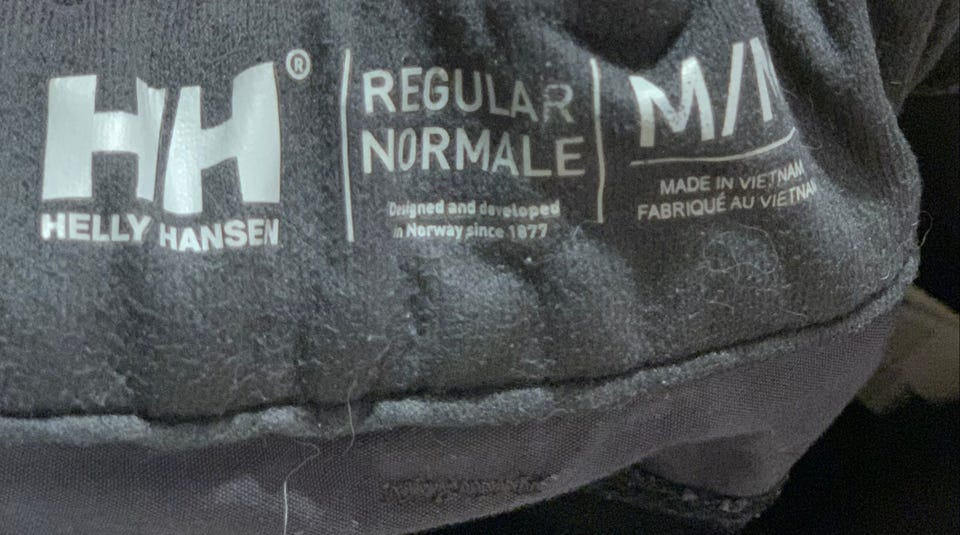 HH®
HELLY HANSEN
REGULAR
NORMALE
Designed and developed
in Norway since 1877
M/M
MADE IN VIETNAM
FABRIQUÉ AU VIETNAM